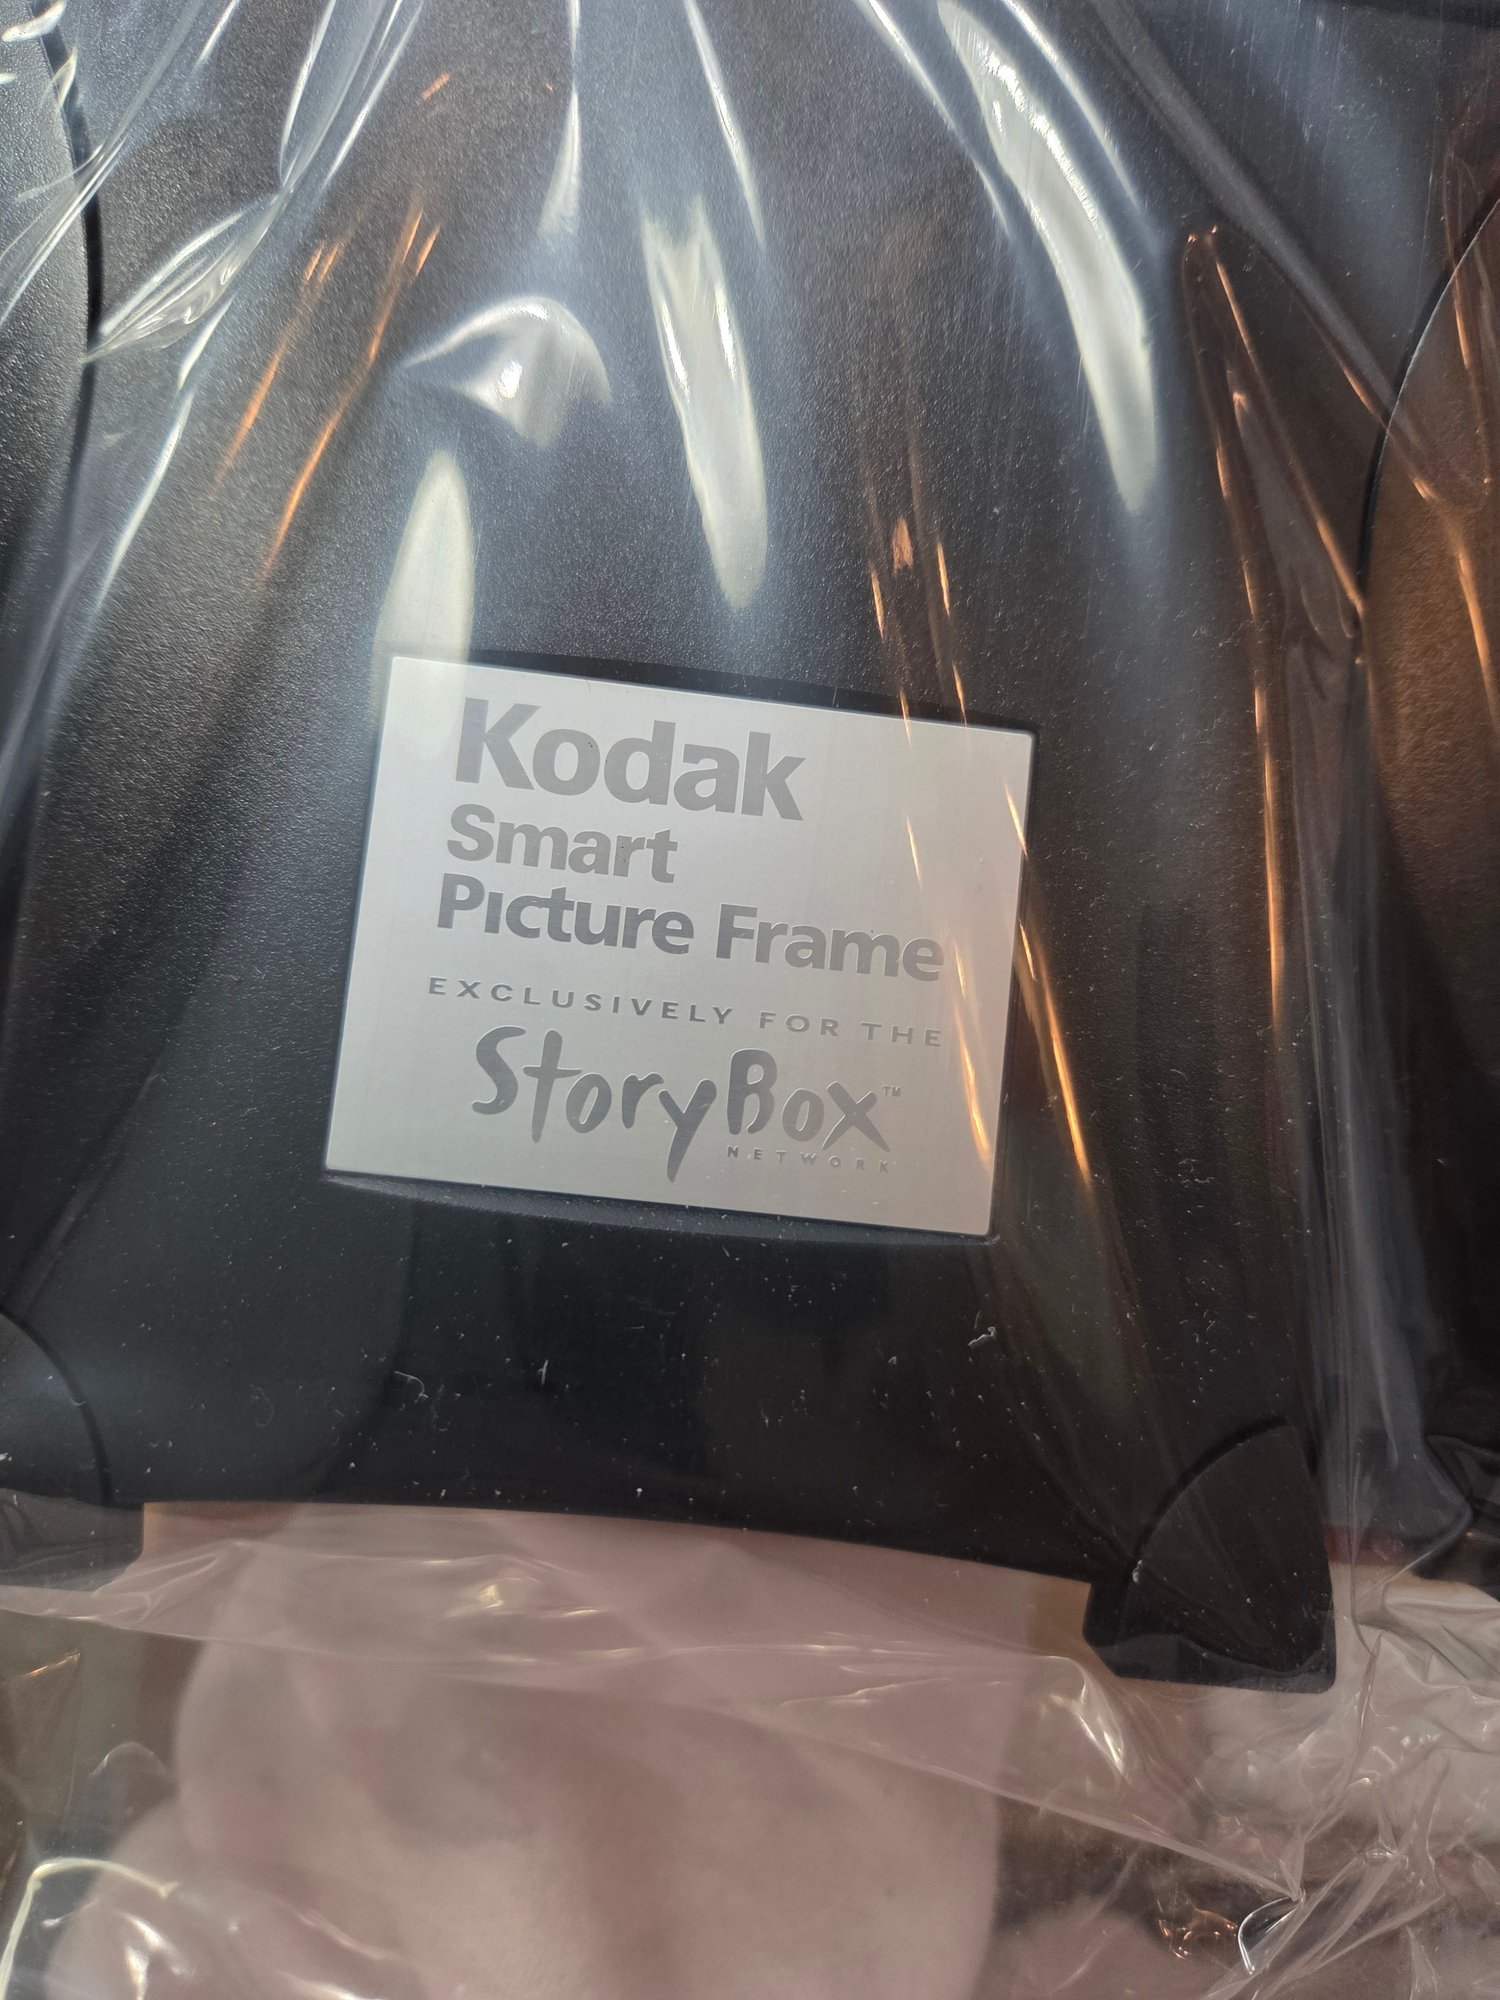 Kodak
Smart
Picture Frame
EXCLUSIVELY FOR THE
StoryBox™
NETWORK